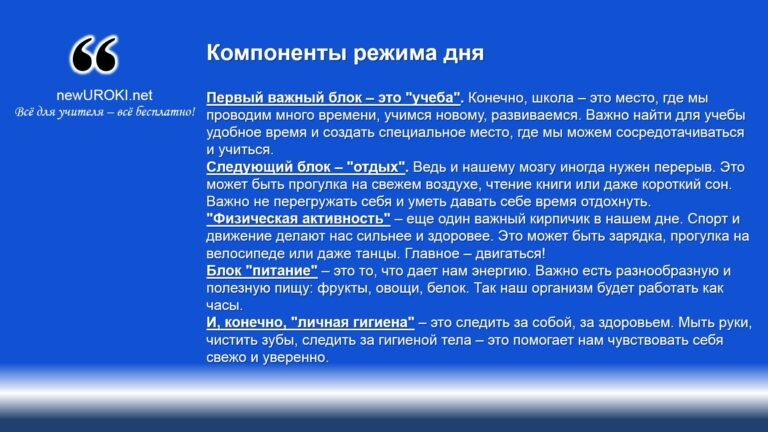 newUROKI.net
Всё для учителя – всё бесплатно!
Компоненты режима дня
Первый важный блок – это "учеба". Конечно, школа – это место, где мы
проводим много времени, учимся новому, развиваемся. Важно найти для учебы
удобное время и создать специальное место, где мы можем сосредотачиваться
и учиться.
Следующий блок – "отдых". Ведь и нашему мозгу иногда нужен перерыв. Это
может быть прогулка на свежем воздухе, чтение книги или даже короткий сон.
Важно не перегружать себя и уметь давать себе время отдохнуть.
"Физическая активность" – еще один важный кирпичик в нашем дне. Спорт и
движение делают нас сильнее и здоровее. Это может быть зарядка, прогулка на
велосипеде или даже танцы. Главное – двигаться!
Блок "питание" – это то, что дает нам энергию. Важно есть разнообразную и
полезную пищу: фрукты, овощи, белок. Так наш организм будет работать как
часы.
И, конечно, "личная гигиена" – это следить за собой, за здоровьем. Мыть руки,
чистить зубы, следить за гигиеной тела – это помогает нам чувствовать себя
свежо и уверенно.